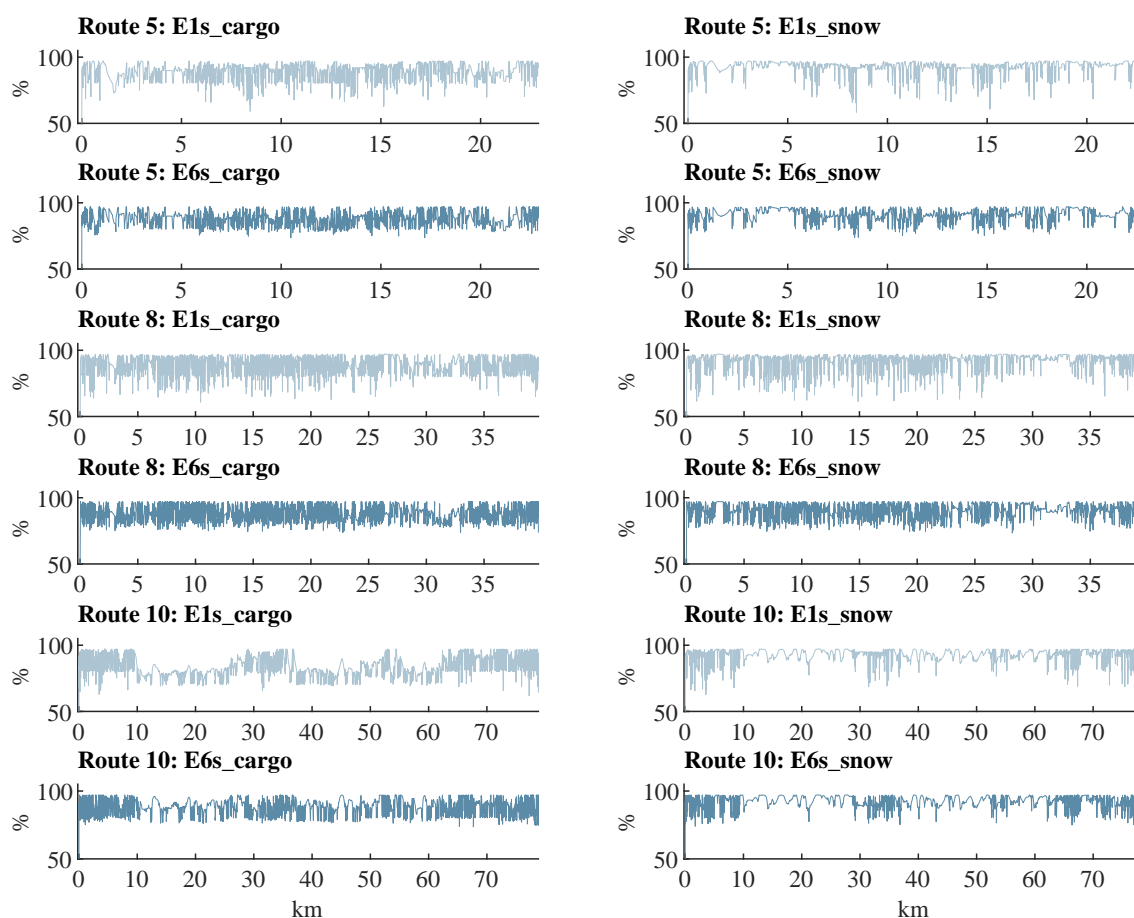 Route 5: E1s_cargo
Route 5: E1s_snow
100
50
%
0 5 10 15 20
100
50
%
0 5 10 15 20
Route 5: E6s_cargo
Route 5: E6s_snow
100
50
%
0 5 10 15 20
100
50
%
0 5 10 15 20
Route 8: E1s_cargo
Route 8: E1s_snow
100
50
%
0 5 10 15 20 25 30 35
100
50
%
0 5 10 15 20 25 30 35
Route 8: E6s_cargo
Route 8: E6s_snow
100
50
%
0 5 10 15 20 25 30 35
100
50
%
0 5 10 15 20 25 30 35
Route 10: E1s_cargo
Route 10: E1s_snow
100
50
%
0 10 20 30 40 50 60 70
100
50
%
0 10 20 30 40 50 60 70
Route 10: E6s_cargo
Route 10: E6s_snow
100
50
%
0 10 20 30 40 50 60 70
km
100
50
%
0 10 20 30 40 50 60 70
km